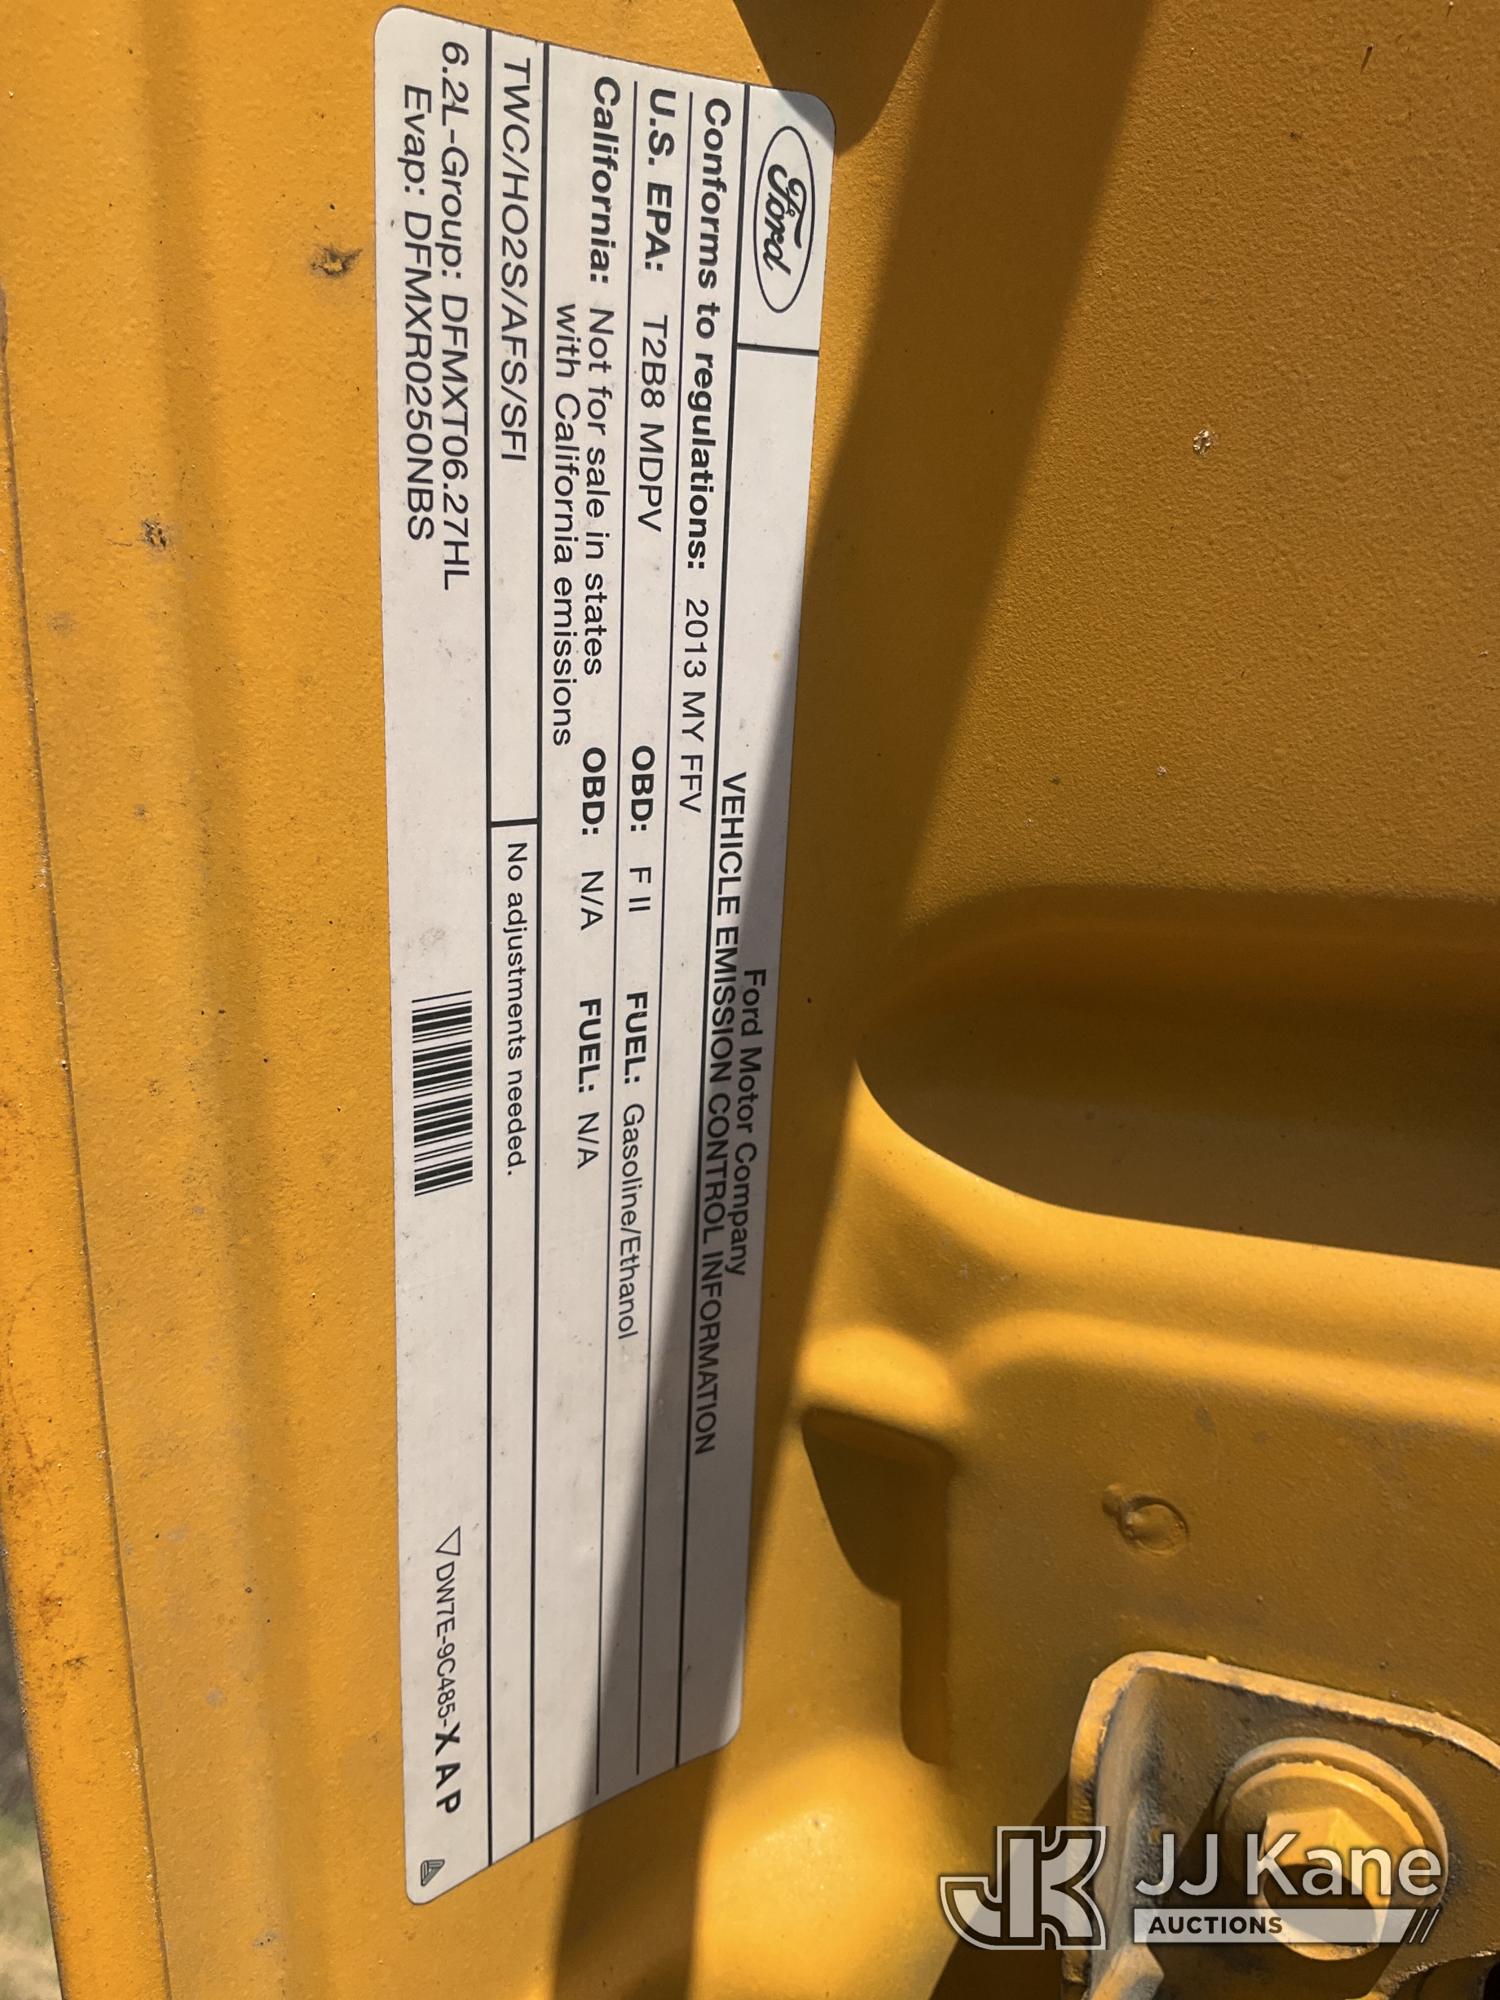 Ford
Ford Motor Company
VEHICLE EMISSION CONTROL INFORMATION
Conforms to regulations: 2013 MY FFV
U.S. EPA: T2B8 MDPV OBD: F II FUEL: Gasoline/Ethanol
California: Not for sale in states OBD: N/A FUEL: N/A
with California emissions
TWC/HO2S/AFS/SFI No adjustments needed.
6.2L-Group: DFMXT06.27HL
Evap: DFMXR0250NBS
DW7E-9C485-XAP
JK JJ Kane
AUCTIONS